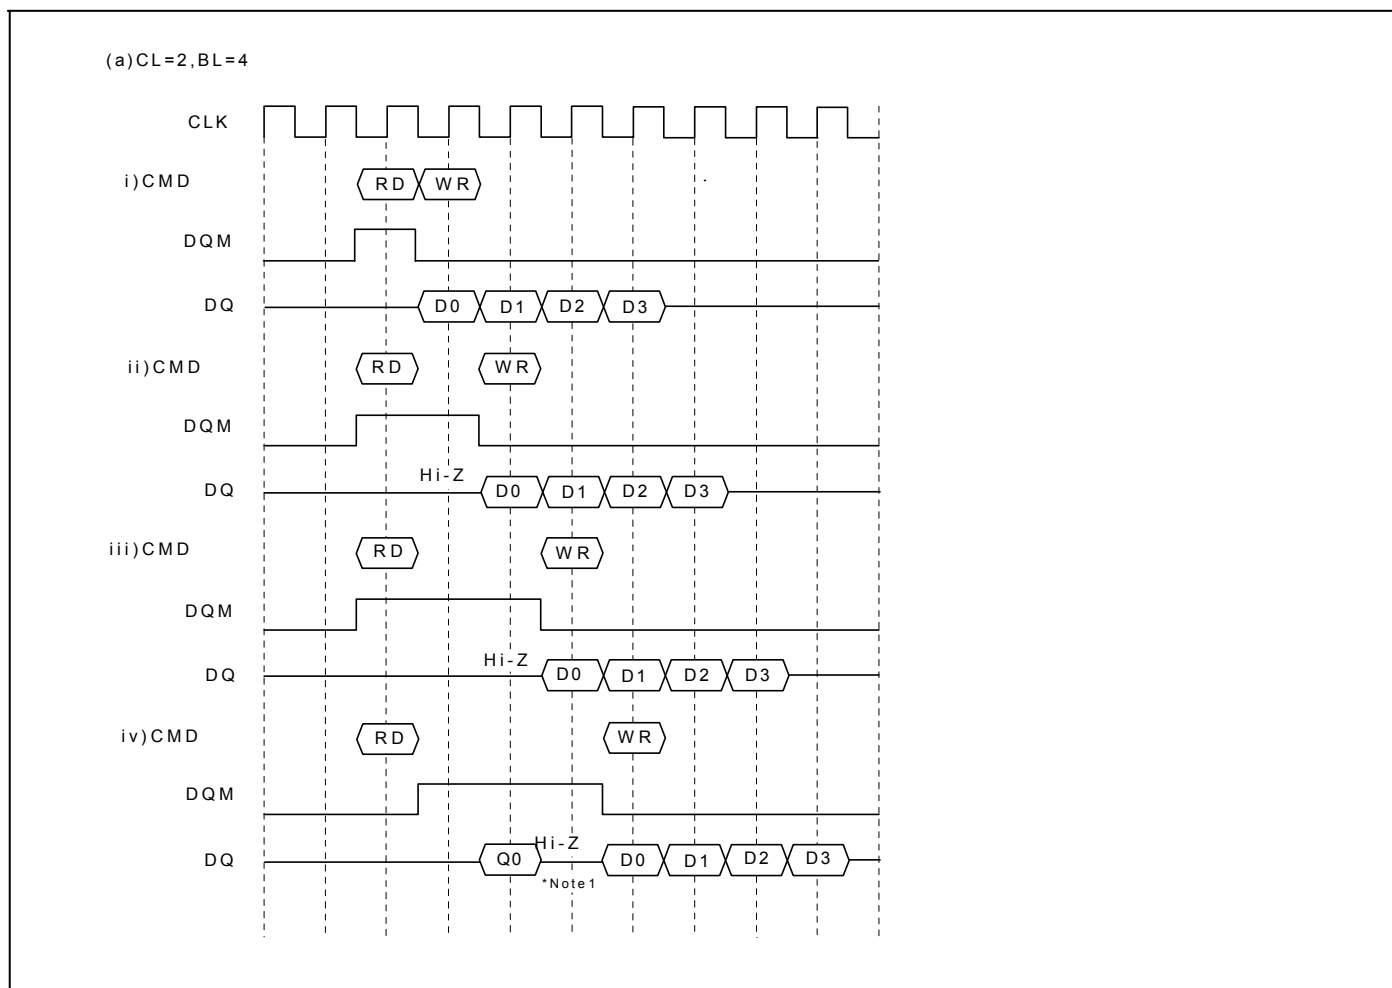 (a)CL=2,BL=4
CLK
i)CMD RD WR
DQM
DQ D0 D1 D2 D3
ii)CMD RD WR
DQM
Hi-Z
DQ D0 D1 D2 D3
iii)CMD RD WR
DQM
Hi-Z
DQ D0 D1 D2 D3
iv)CMD RD WR
DQM
Hi-Z
DQ Q0 D0 D1 D2 D3
*Note1